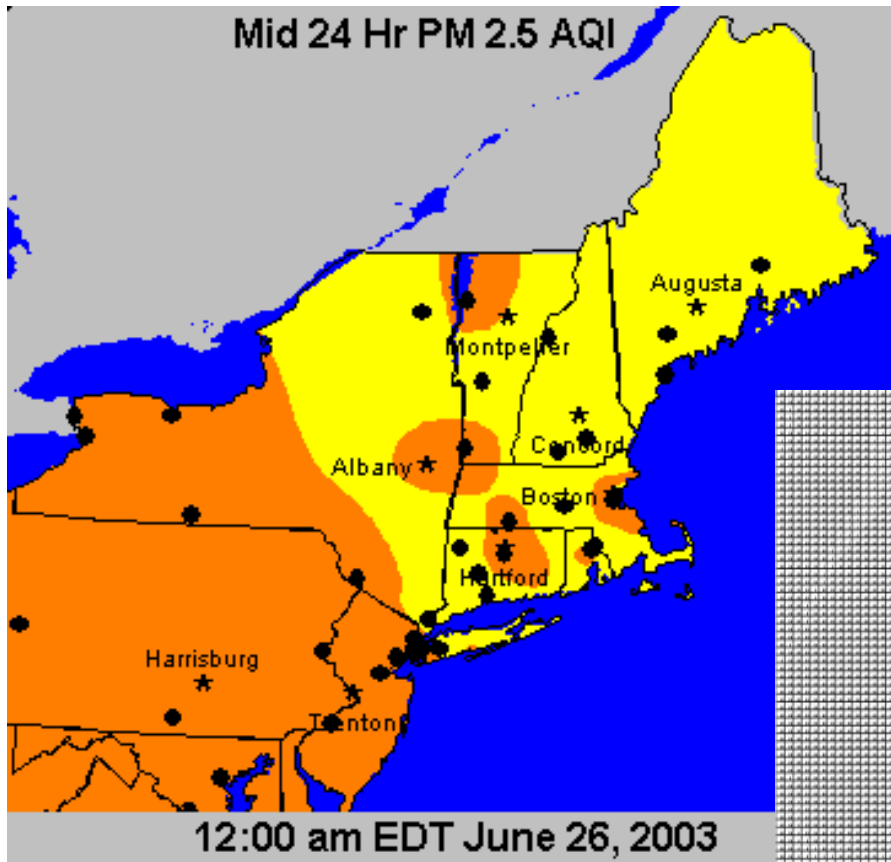 Mid 24 Hr PM 2.5 AQI
Augusta
Montpelier
Concord
Albany
Boston
Hartford
Harrisburg
Trenton
12:00 am EDT June 26, 2003